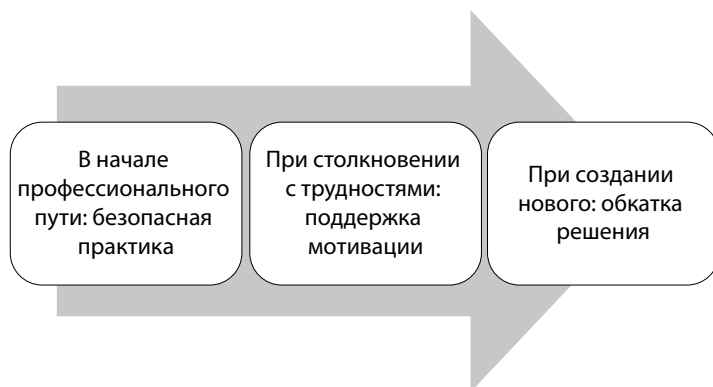 В начале
профессионального
пути: безопасная
практика
При столкновении
с трудностями:
поддержка
мотивации
При создании
нового: обкатка
решения